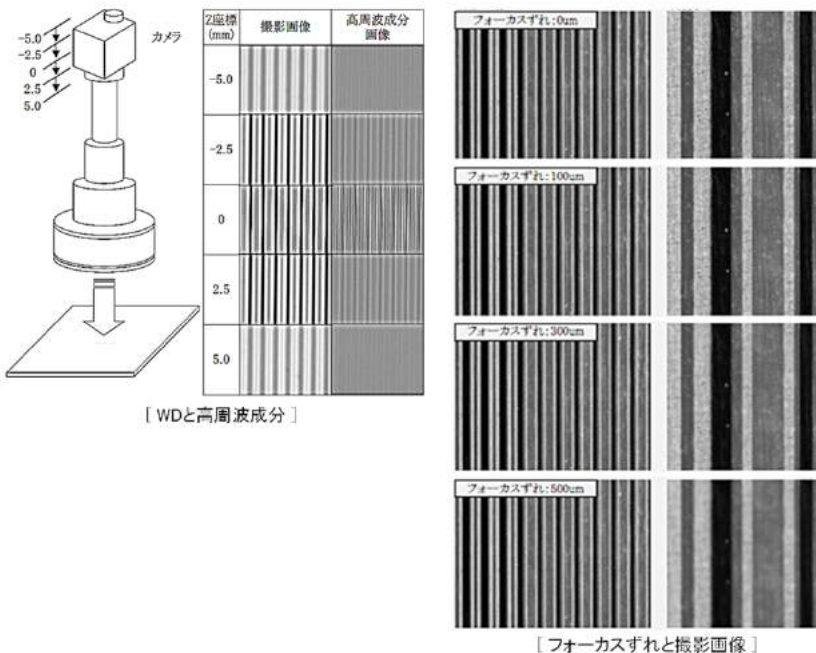 -5.0
-2.5
0
2.5
5.0
カメラ
Z座標
(mm)
撮影画像
高周波成分
画像
-5.0
-2.5
0
2.5
5.0
[ WDと高周波成分 ]
フォーカスずれ:0um
フォーカスずれ:100um
フォーカスずれ:300um
フォーカスずれ:500um
[ フォーカスずれと撮影画像 ]